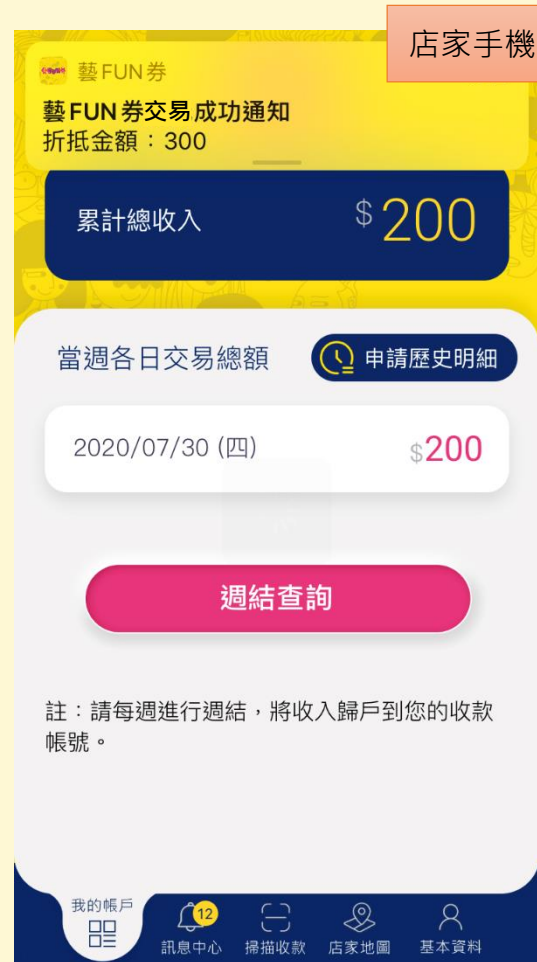 店家手機
藝FUN券
藝FUN券交易成功通知
折抵金額：300
累計總收入 $200
當週各日交易總額 申請歷史明細
2020/07/30 (四) $200
週結查詢
註：請每週進行週結，將收入歸戶到您的收款
帳號。
我的帳戶 12
訊息中心 掃描收款 店家地圖 基本資料